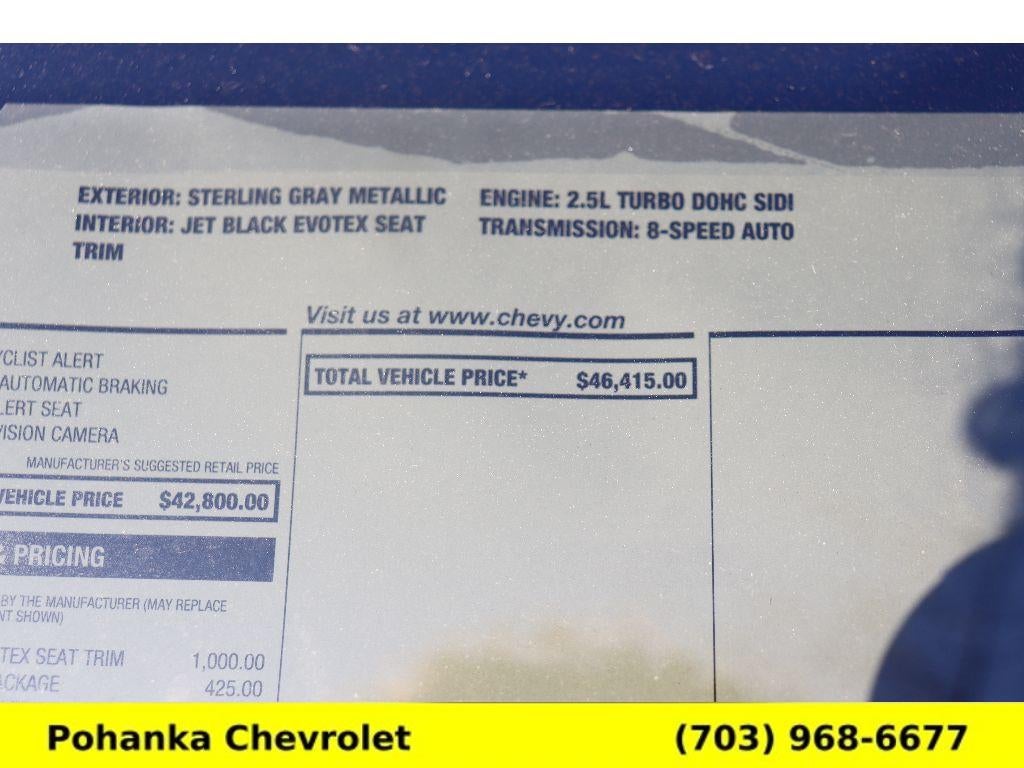 EXTERIOR: STERLING GRAY METALLIC
INTERIOR: JET BLACK EVOTEX SEAT
TRIM
ENGINE: 2.5L TURBO DOHC SIDI
TRANSMISSION: 8-SPEED AUTO
Visit us at www.chevy.com
YCLIST ALERT
AUTOMATIC BRAKING
LERT SEAT
VISION CAMERA
MANUFACTURER'S SUGGESTED RETAIL PRICE
VEHICLE PRICE $42,800.00
& PRICING
BY THE MANUFACTURER (MAY REPLACE
NT SHOWN)
TEX SEAT TRIM 1,000.00
ACKAGE 425.00
TOTAL VEHICLE PRICE* $46,415.00
Pohanka Chevrolet (703) 968-6677